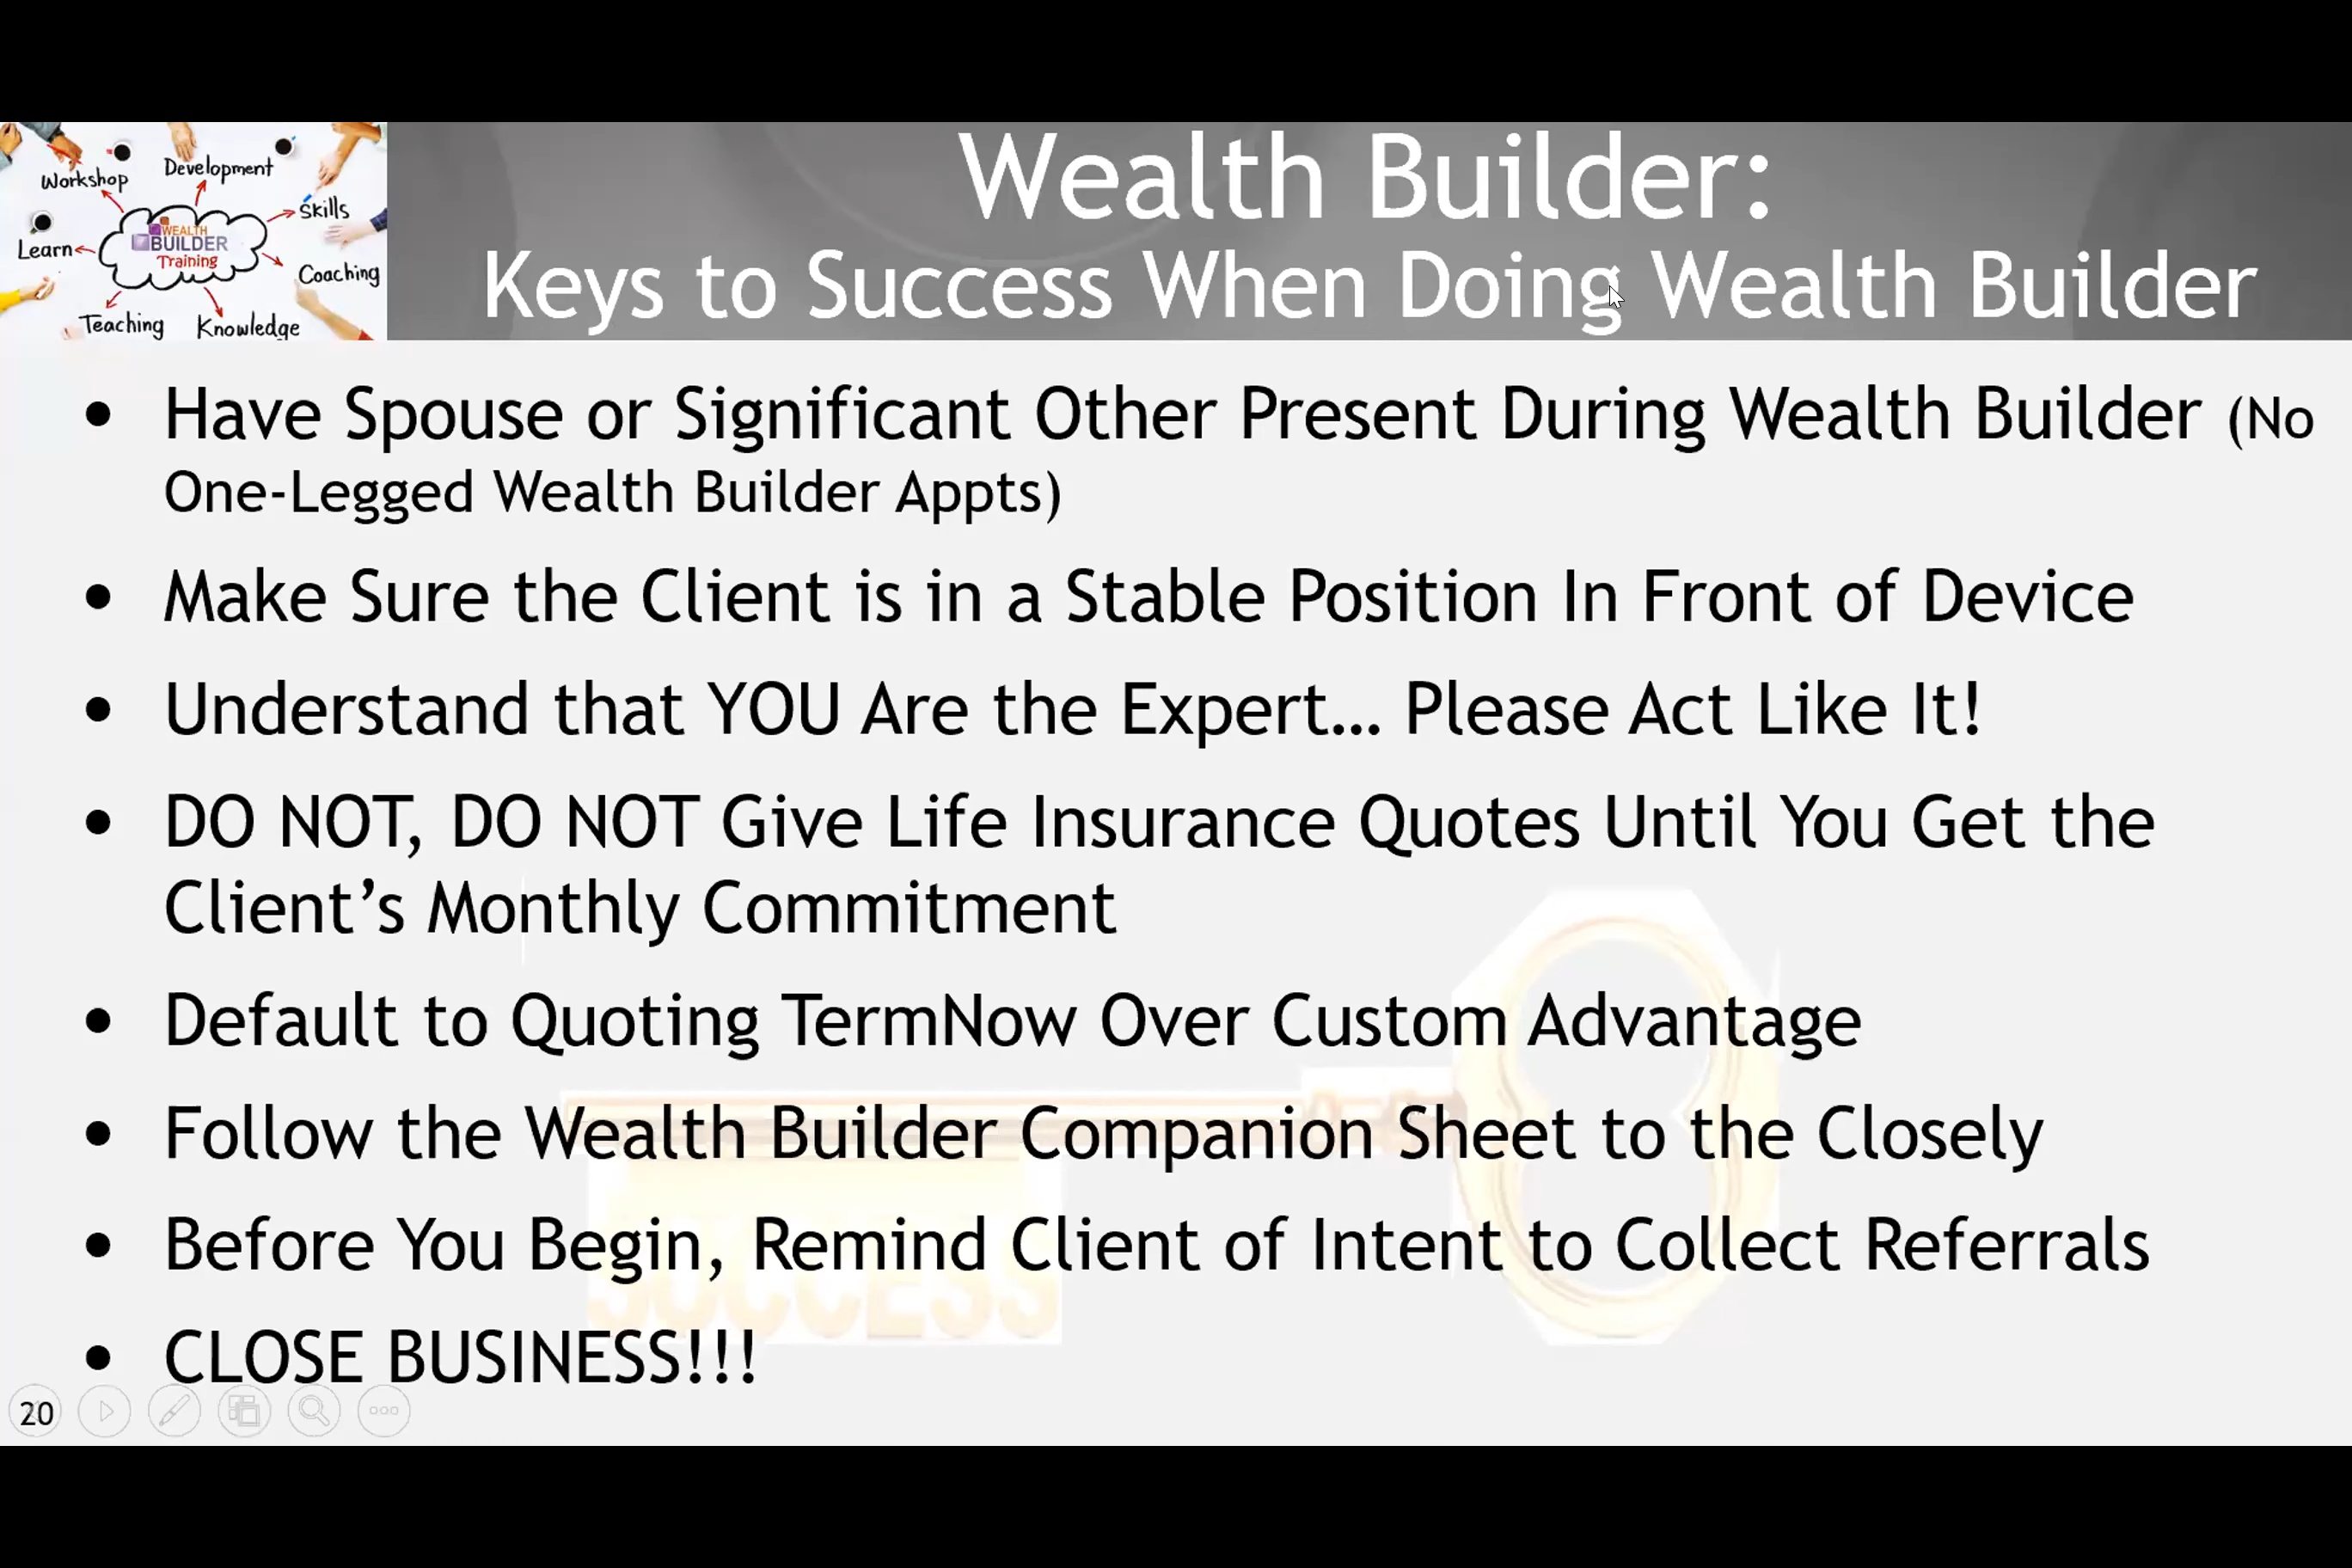 Workshop
Development
Skills
Learn
WEALTH
BUILDER
Training
Coaching
Teaching
Knowledge
Wealth Builder:
Keys to Success When Doing Wealth Builder
• Have Spouse or Significant Other Present During Wealth Builder (No
One-Legged Wealth Builder Appts)
• Make Sure the Client is in a Stable Position In Front of Device
• Understand that YOU Are the Expert… Please Act Like It!
• DO NOT, DO NOT Give Life Insurance Quotes Until You Get the
Client’s Monthly Commitment
• Default to Quoting TermNow Over Custom Advantage
• Follow the Wealth Builder Companion Sheet to the Closely
• Before You Begin, Remind Client of Intent to Collect Referrals
SUCCESS
• CLOSE BUSINESS!!!
20